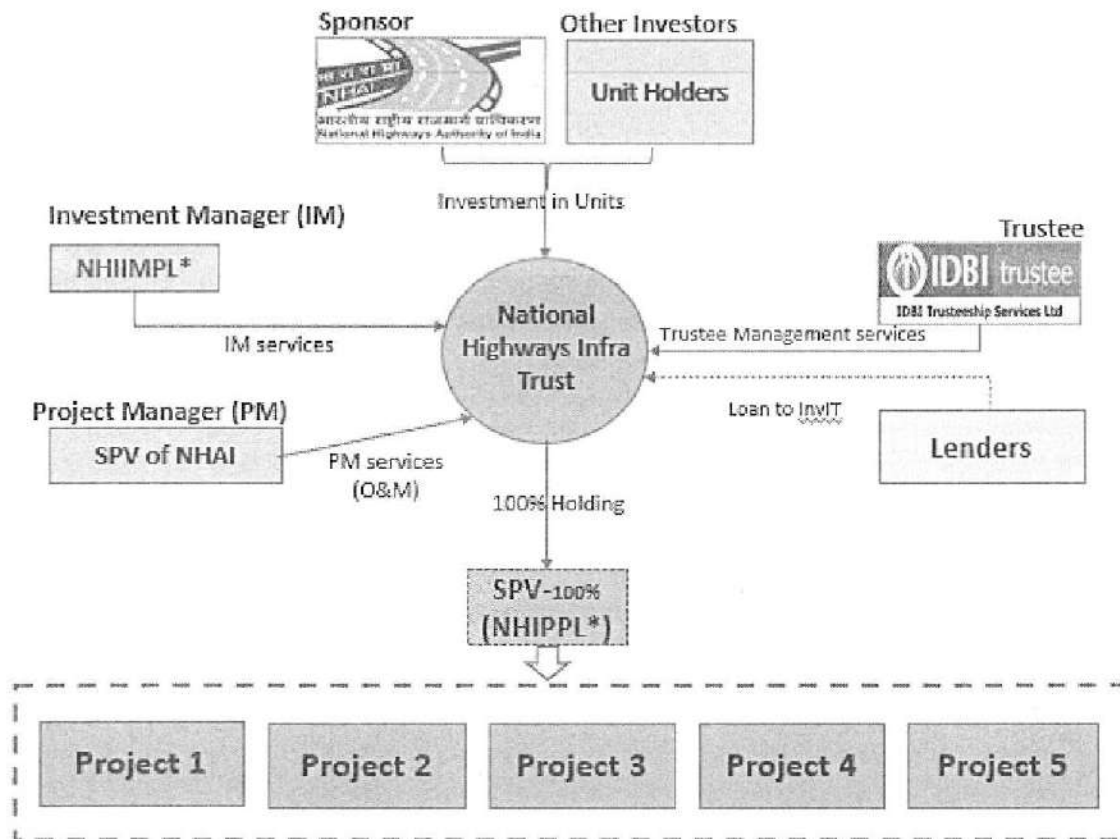 Sponsor
Other Investors
NHAI
भारतीय राष्ट्रीय राजमार्ग प्राधिकरण
National Highways Authority of India
Unit Holders
Investment in Units
Investment Manager (IM)
NHIIMPL*
IM services
Trustee
IDBI trustee
IDBI Trusteeship Services Ltd
Trustee Management services
National
Highways Infra
Trust
Loan to InvIT
Lenders
Project Manager (PM)
SPV of NHAI
PM services
(O&M)
100% Holding
SPV-100%
(NHIPPL*)
Project 1
Project 2
Project 3
Project 4
Project 5